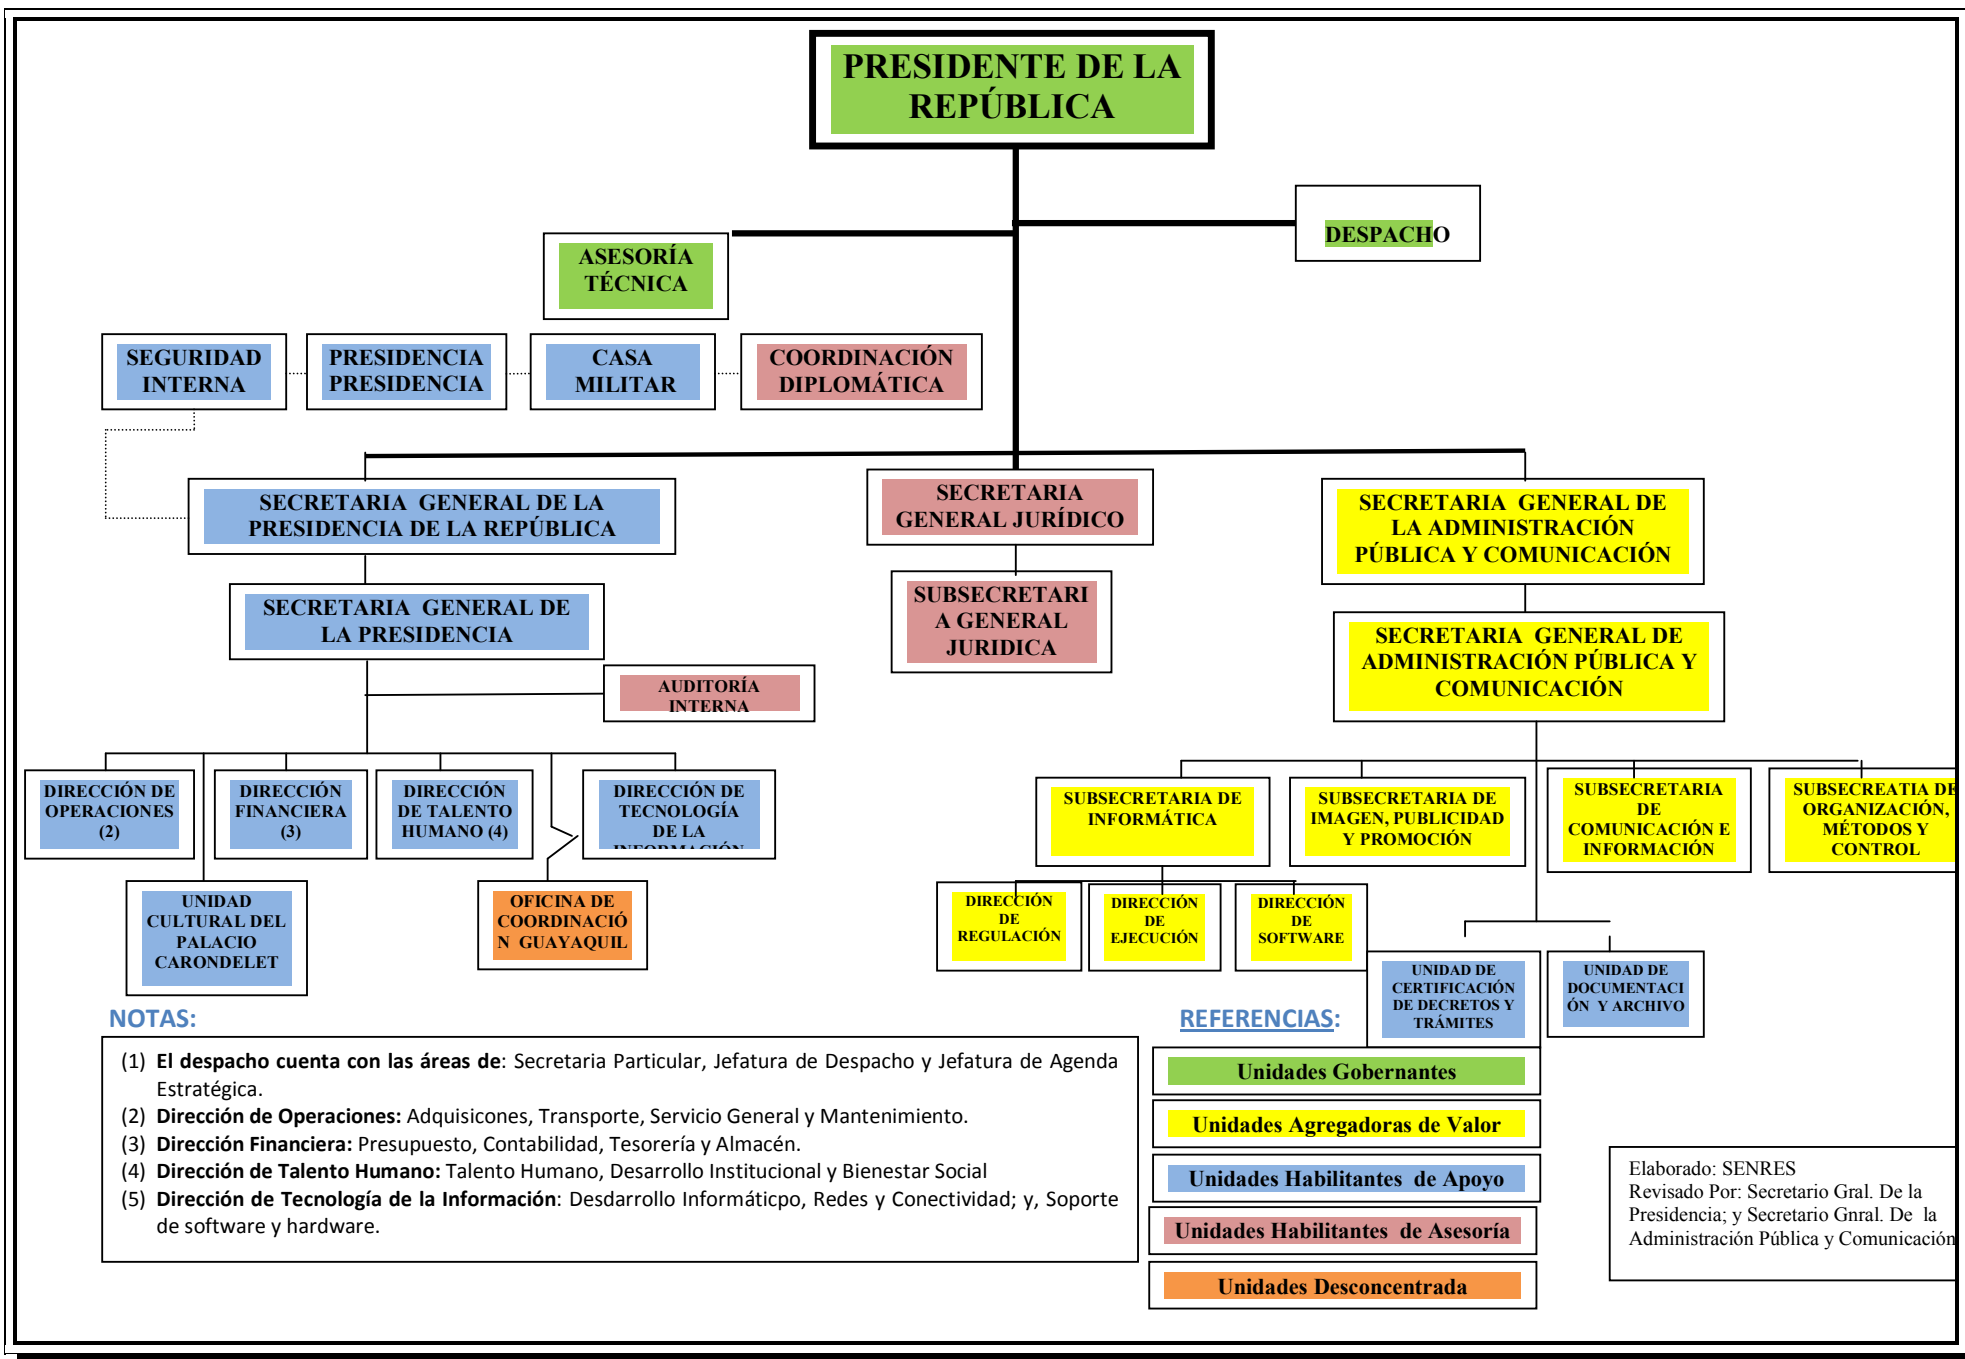 PRESIDENTE DE LA
REPÚBLICA
DESPACHO
ASESORÍA
TÉCNICA
SEGURIDAD
INTERNA
PRESIDENCIA
PRESIDENCIA
CASA
MILITAR
COORDINACIÓN
DIPLOMÁTICA
SECRETARIA GENERAL DE LA
PRESIDENCIA DE LA REPÚBLICA
SECRETARIA
GENERAL JURÍDICO
SECRETARIA GENERAL DE
LA ADMINISTRACIÓN
PÚBLICA Y COMUNICACIÓN
SECRETARIA GENERAL DE
LA PRESIDENCIA
SUBSECRETARI
A GENERAL
JURIDICA
SECRETARIA GENERAL DE
ADMINISTRACIÓN PÚBLICA Y
COMUNICACIÓN
AUDITORÍA
INTERNA
DIRECCIÓN DE
OPERACIONES
(2)
DIRECCIÓN
FINANCIERA
(3)
DIRECCIÓN
DE TALENTO
HUMANO (4)
DIRECCIÓN DE
TECNOLOGÍA
DE LA
INFORMACIÓN
SUBSECRETARIA DE
INFORMÁTICA
SUBSECRETARIA DE
IMAGEN, PUBLICIDAD
Y PROMOCIÓN
SUBSECRETARIA
DE
COMUNICACIÓN E
INFORMACIÓN
SUBSECREATIA DE
ORGANIZACIÓN,
MÉTODOS Y
CONTROL
UNIDAD
CULTURAL DEL
PALACIO
CARONDELET
OFICINA DE
COORDINACIÓ
N GUAYAQUIL
DIRECCIÓN
DE
REGULACIÓN
DIRECCIÓN
DE
EJECUCIÓN
DIRECCIÓN
DE
SOFTWARE
UNIDAD DE
CERTIFICACIÓN
DE DECRETOS Y
TRÁMITES
UNIDAD DE
DOCUMENTACI
ÓN Y ARCHIVO
NOTAS:
(1) El despacho cuenta con las áreas de: Secretaria Particular, Jefatura de Despacho y Jefatura de Agenda
Estratégica.
(2) Dirección de Operaciones: Adquisicones, Transporte, Servicio General y Mantenimiento.
(3) Dirección Financiera: Presupuesto, Contabilidad, Tesorería y Almacén.
(4) Dirección de Talento Humano: Talento Humano, Desarrollo Institucional y Bienestar Social
(5) Dirección de Tecnología de la Información: Desdarrollo Informáticpo, Redes y Conectividad; y, Soporte
de software y hardware.
REFERENCIAS:
Unidades Gobernantes
Unidades Agregadoras de Valor
Unidades Habilitantes de Apoyo
Unidades Habilitantes de Asesoría
Unidades Desconcentrada
Elaborado: SENRES
Revisado Por: Secretario Gral. De la
Presidencia; y Secretario Gnral. De la
Administración Pública y Comunicación